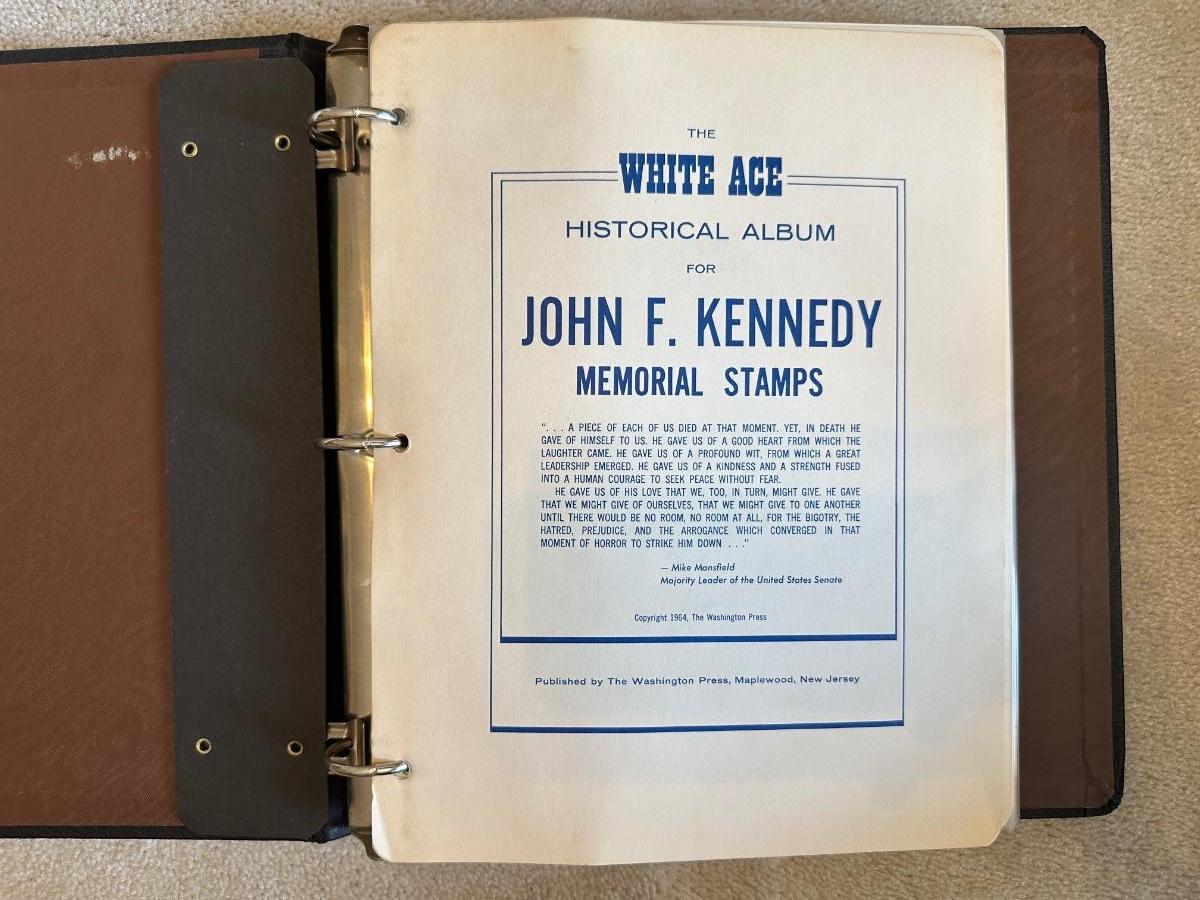 THE
WHITE ACE
HISTORICAL ALBUM
FOR
JOHN F. KENNEDY
MEMORIAL STAMPS
". . . A PIECE OF EACH OF US DIED AT THAT MOMENT. YET, IN DEATH HE
GAVE OF HIMSELF TO US. HE GAVE US OF A GOOD HEART FROM WHICH THE
LAUGHTER CAME. HE GAVE US OF A PROFOUND WIT, FROM WHICH A GREAT
LEADERSHIP EMERGED. HE GAVE US OF A KINDNESS AND A STRENGTH FUSED
INTO A HUMAN COURAGE TO SEEK PEACE WITHOUT FEAR.
HE GAVE US OF HIS LOVE THAT WE, TOO, IN TURN, MIGHT GIVE. HE GAVE
THAT WE MIGHT GIVE OF OURSELVES, THAT WE MIGHT GIVE TO ONE ANOTHER
UNTIL THERE WOULD BE NO ROOM, NO ROOM AT ALL, FOR THE BIGOTRY, THE
HATRED, PREJUDICE, AND THE ARROGANCE WHICH CONVERGED IN THAT
MOMENT OF HORROR TO STRIKE HIM DOWN . . ."
— Mike Mansfield
Majority Leader of the United States Senate
Copyright 1964, The Washington Press
Published by The Washington Press, Maplewood, New Jersey